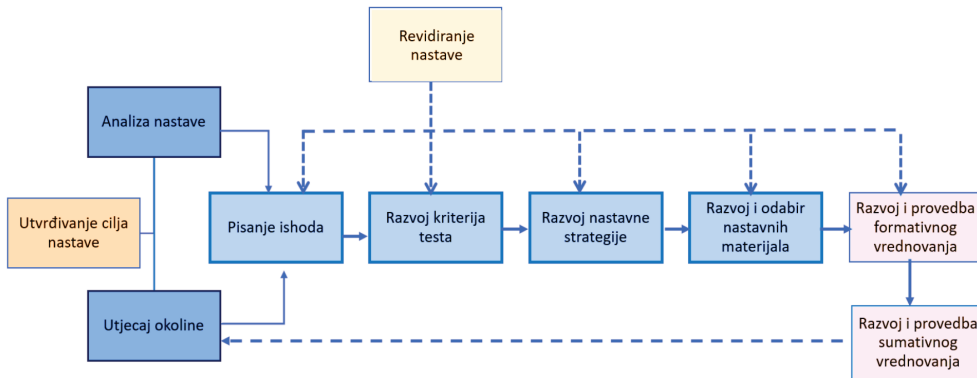 Revidiranje
nastave
Analiza nastave
Utvrđivanje cilja
nastave
Utjecaj okoline
Pisanje ishoda
Razvoj kriterija
testa
Razvoj nastavne
strategije
Razvoj i odabir
nastavnih
materijala
Razvoj i provedba
formativnog
vrednovanja
Razvoj i provedba
sumativnog
vrednovanja